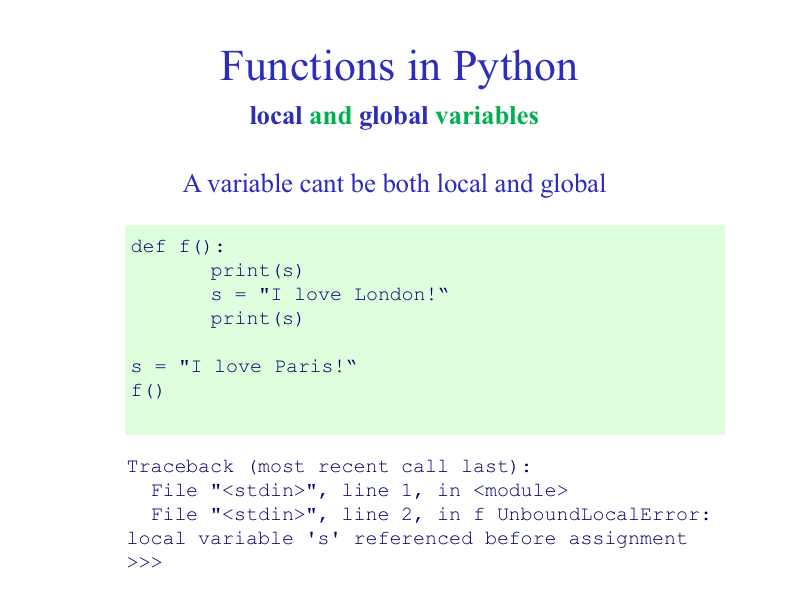 Functions in Python
local and global variables
A variable cant be both local and global
def f():
print(s)
s = "I love London!“
print(s)
s = "I love Paris!“
f()
Traceback (most recent call last):
File "<stdin>", line 1, in <module>
File "<stdin>", line 2, in f UnboundLocalError:
local variable 's' referenced before assignment
>>>